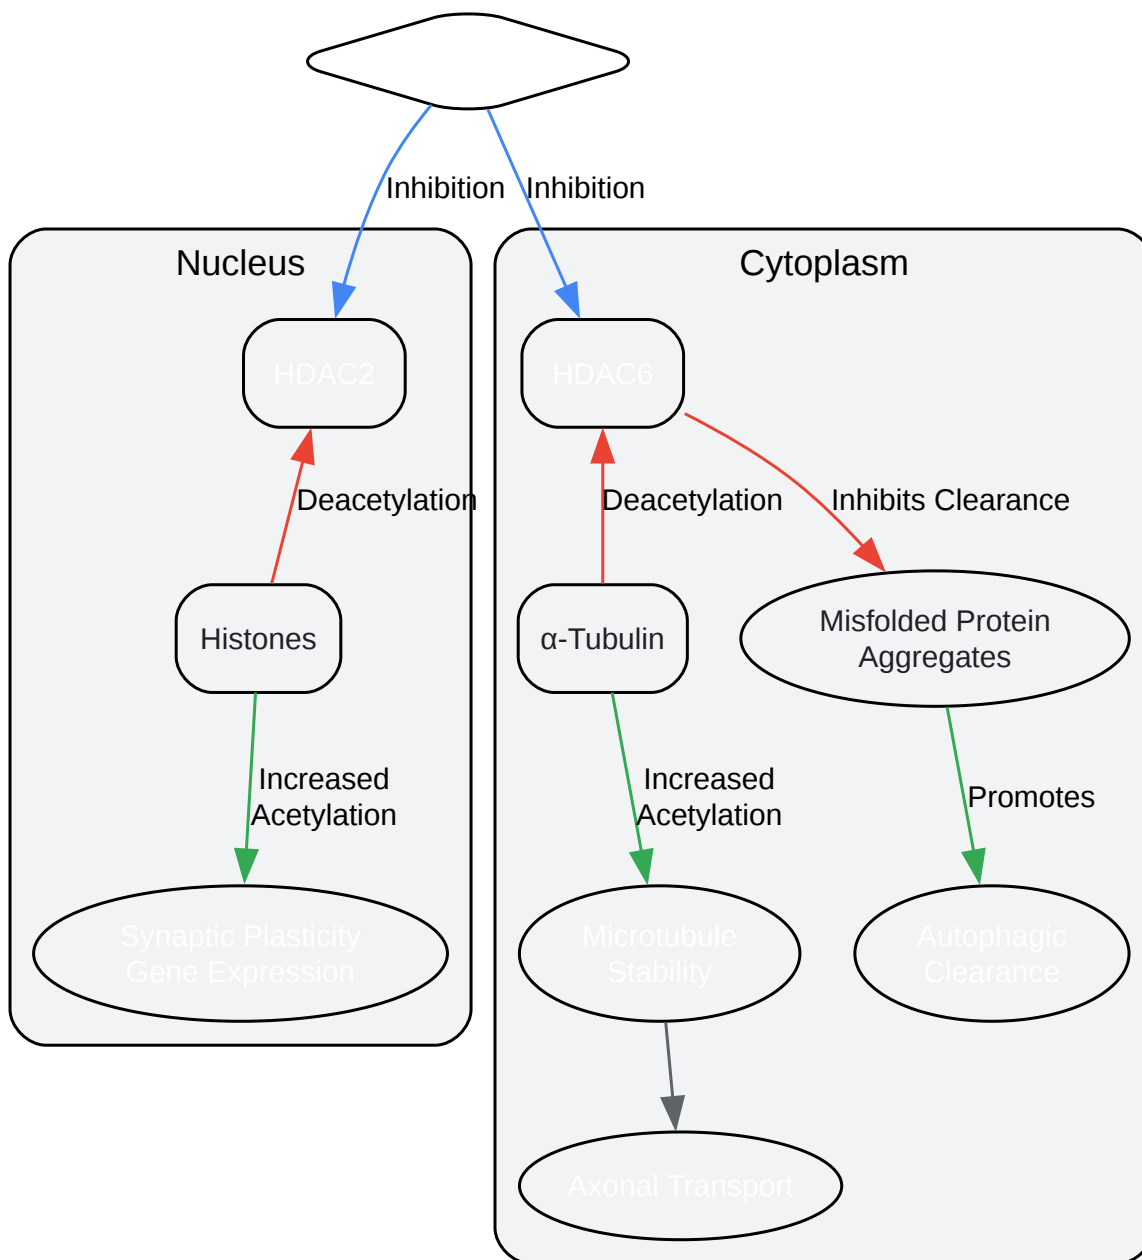 Inhibition
Inhibition
Nucleus
Cytoplasm
HDAC2
HDAC6
Deacetylation
Deacetylation
Inhibits Clearance
Histones
α-Tubulin
Misfolded Protein
Aggregates
Increased
Acetylation
Increased
Acetylation
Promotes
Synaptic Plasticity
Gene Expression
Microtubule
Stability
Autophagic
Clearance
Axonal Transport